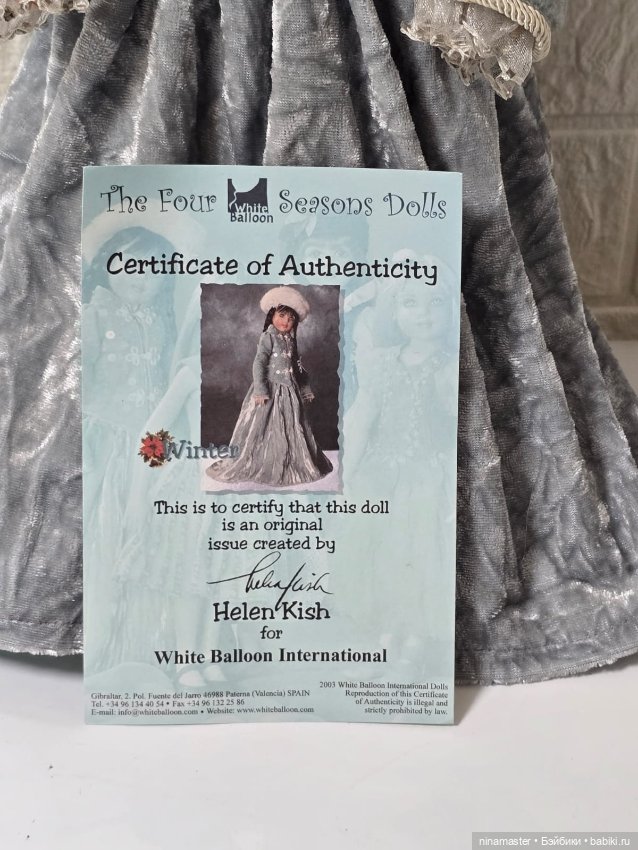 The Four White Balloon Seasons Dolls
Certificate of Authenticity
Winter
This is to certify that this doll
is an original
issue created by
Helen Kish
Helen Kish
for
White Balloon International
Gibraltar, 2. Pol. Fuente del Jarro 46988 Paterna (Valencia) SPAIN
Tel. +34 96 134 40 54 • Fax +34 96 132 25 86
E-mail: info@whiteballoon.com • Website: www.whiteballoon.com
2003 White Balloon International Dolls
Reproduction of this Certificate
of Authenticity is illegal and
strictly prohibited by law.
ninamaster • Бэйбики • babiki.ru